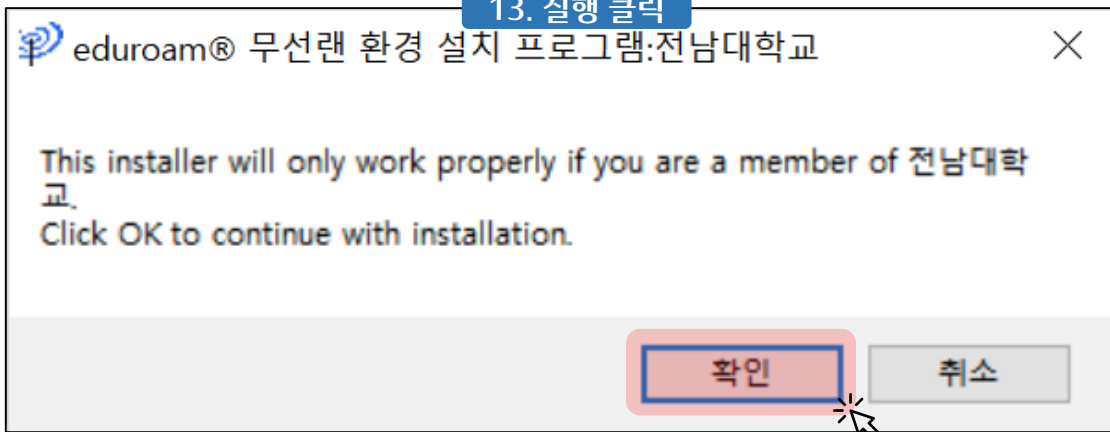 13. 실행 클릭
eduroam® 무선랜 환경 설치 프로그램:전남대학교
This installer will only work properly if you are a member of 전남대학
교.
Click OK to continue with installation.
확인
취소